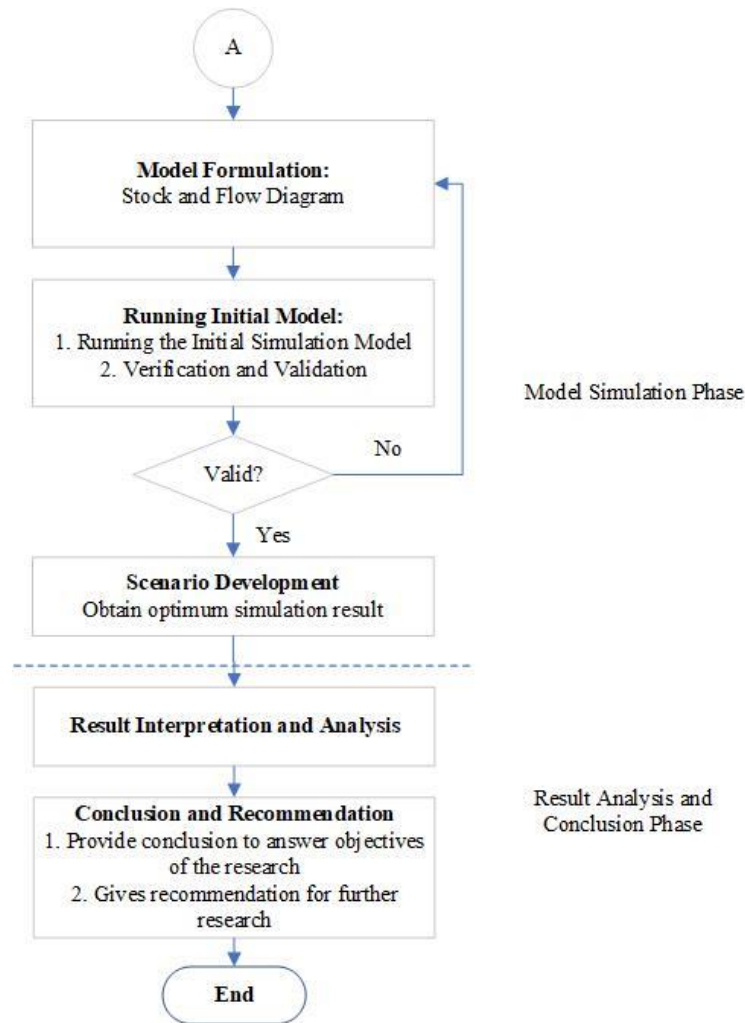 A
Model Formulation:
Stock and Flow Diagram
Running Initial Model:
1. Running the Initial Simulation Model
2. Verification and Validation
Model Simulation Phase
No
Valid?
Yes
Scenario Development
Obtain optimum simulation result
Result Interpretation and Analysis
Conclusion and Recommendation
1. Provide conclusion to answer objectives
of the research
2. Gives recommendation for further
research
Result Analysis and
Conclusion Phase
End